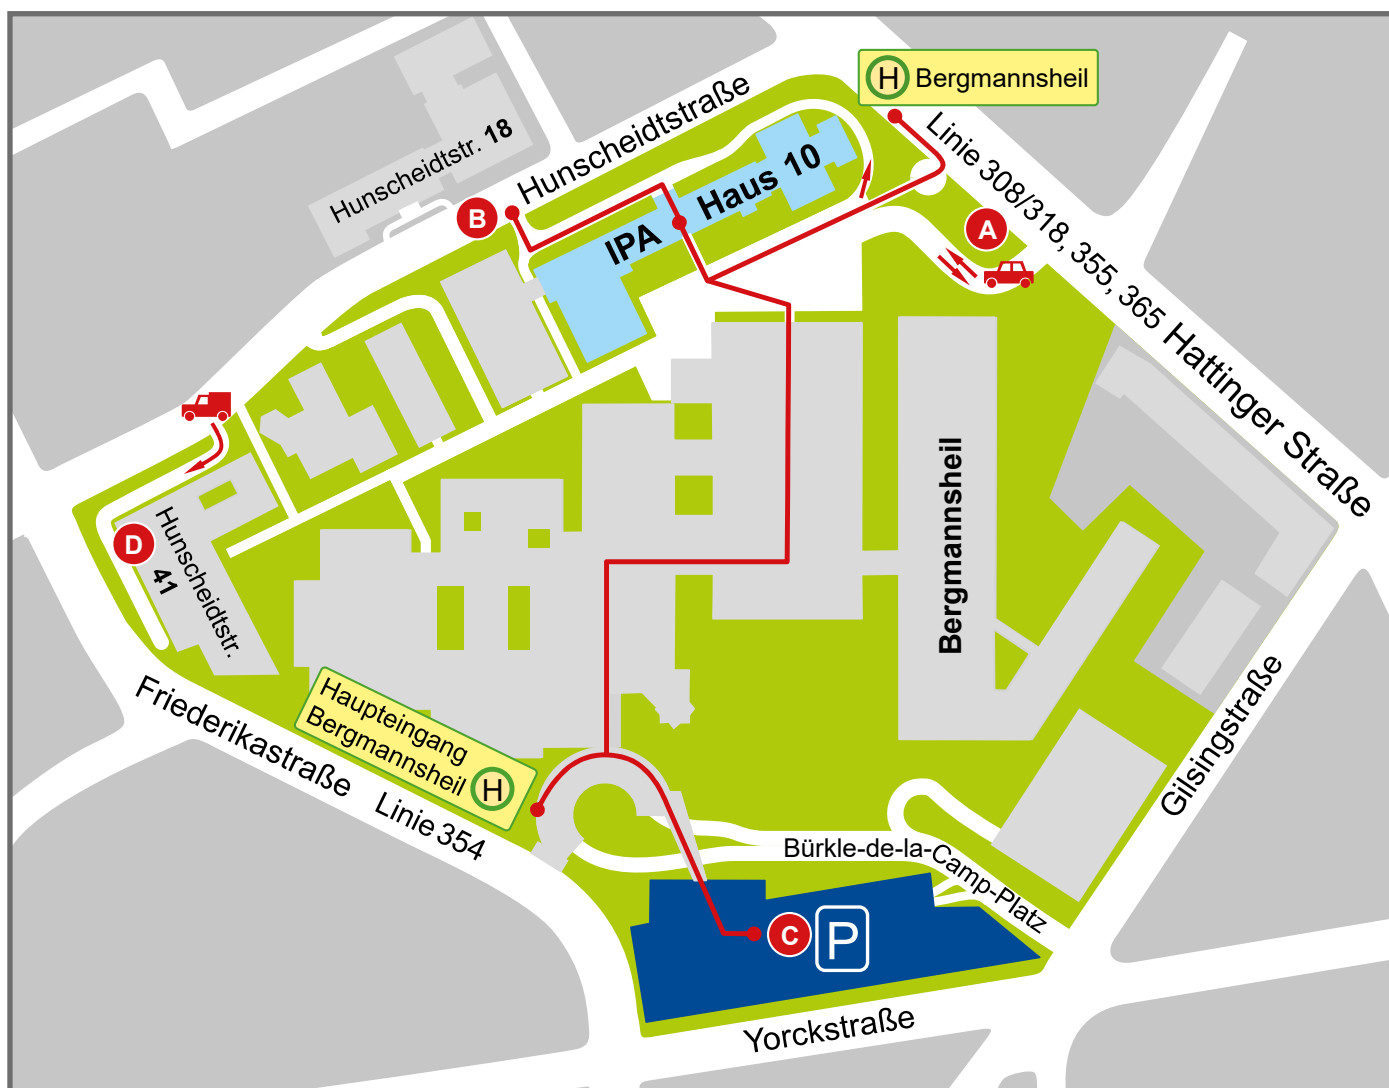 H Bergmannsheil
Hunscheidtstraße
Hunscheidtstr. 18
Linie 308/318, 355, 365 Hattinger Straße
B
IPA
Haus 10
A
D
Hunscheidtstr.
41
Bergmannsheil
Haupteingang
Bergmannsheil H
Friederikastraße
Linie 354
Gilsingstraße
Bürkle-de-la-Camp-Platz
C P
Yorckstraße